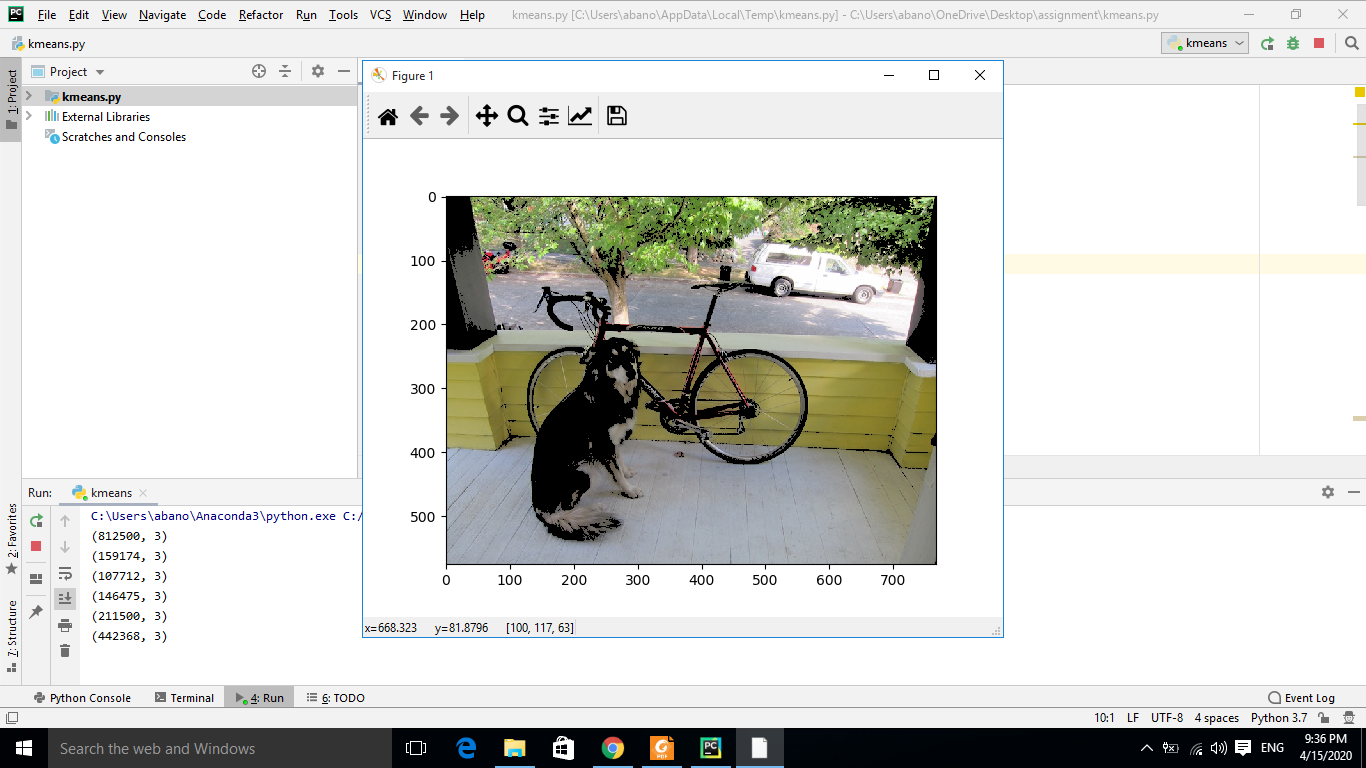 File Edit View Navigate Code Refactor Run Tools VCS Window Help kmeans.py [C:\Users\abano\AppData\Local\Temp\kmeans.py] - C:\Users\abano\OneDrive\Desktop\assignment\kmeans.py
kmeans.py
kmeans
1: Project
Project
kmeans.py
External Libraries
Scratches and Consoles
Figure 1
0
100
200
300
400
500
0 100 200 300 400 500 600 700
x=668.323 y=81.8796 [100, 117, 63]
2: Favorites
7: Structure
Run: kmeans
C:\Users\abano\Anaconda3\python.exe C:/
(812500, 3)
(159174, 3)
(107712, 3)
(146475, 3)
(211500, 3)
(442368, 3)
Python Console Terminal 4: Run 6: TODO Event Log
10:1 LF UTF-8 4 spaces Python 3.7
Search the web and Windows
ENG
9:36 PM
4/15/2020